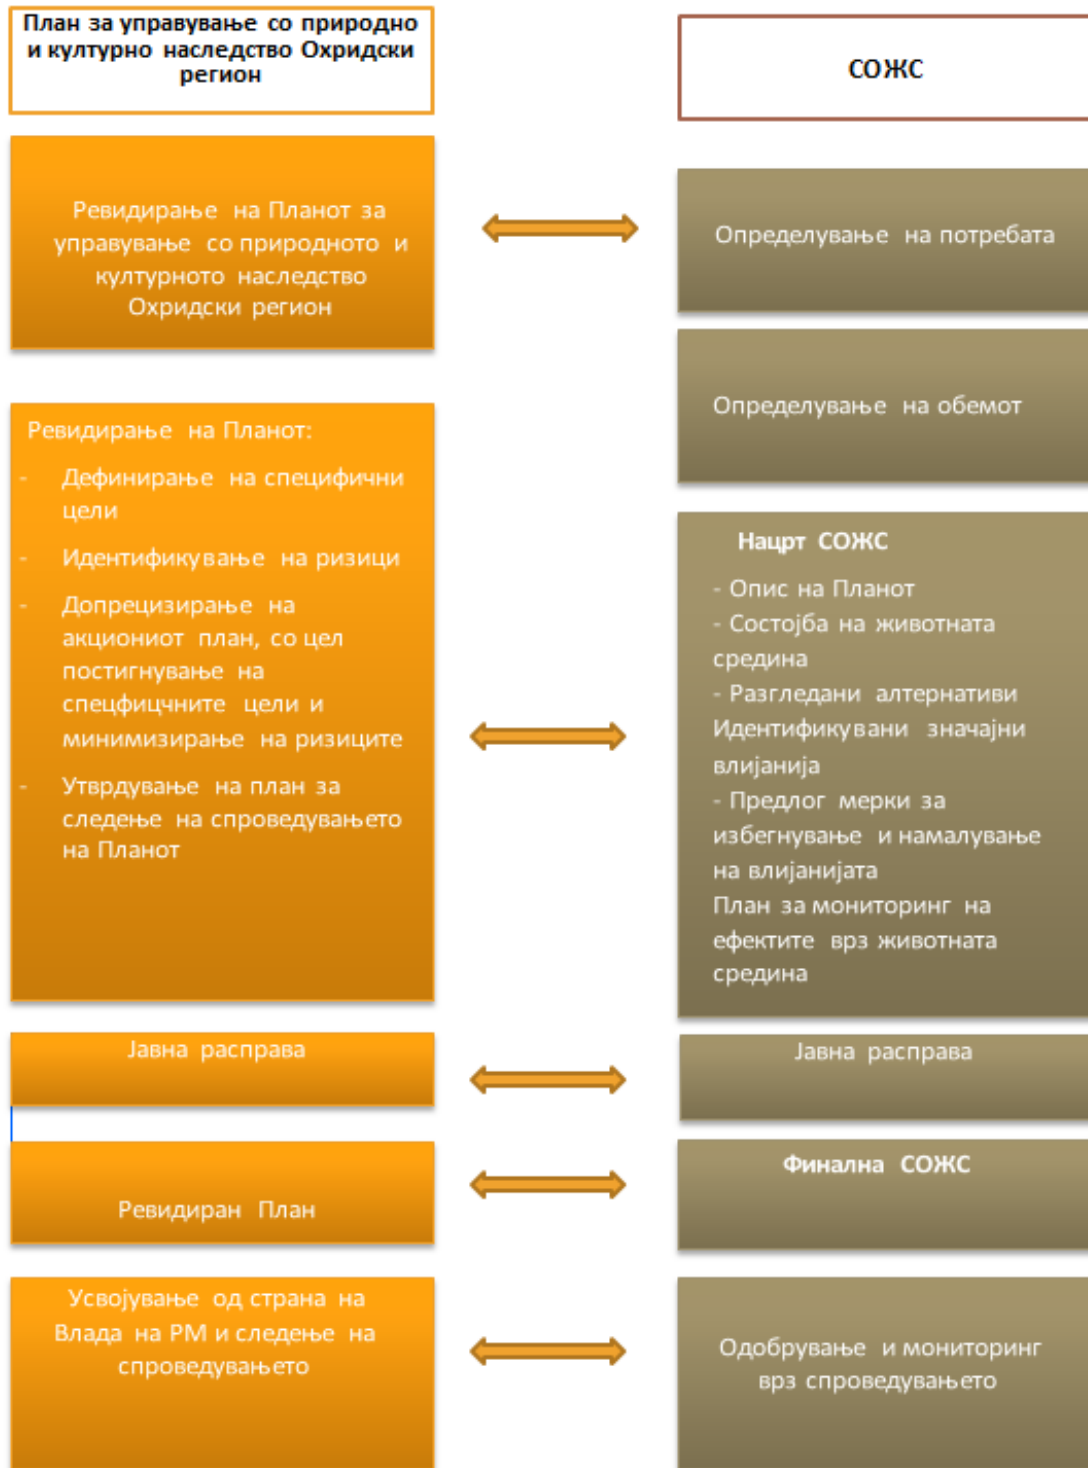 План за управување со природно
и културно наследство Охридски
регион
Ревидирање на Планот за
управување со природното и
културното наследство
Охридски регион
Ревидирање на Планот:
- Дефинирање на специфични
цели
- Идентификување на ризици
- Допрецизирање на
акциониот план, со цел
постигнување на
спецфицчните цели и
минимизирање на ризиците
- Утврдување на план за
следење на спроведувањето
на Планот
Јавна расправа
Ревидиран План
Усвојување од страна на
Влада на РМ и следење на
спроведувањето
СОЖС
Определување на потребата
Определување на обемот
Нацрт СОЖС
- Опис на Планот
- Состојба на животната
средина
- Разгледани алтернативи
Идентификувани значајни
влијанија
- Предлог мерки за
избегнување и намалување
на влијанијата
План за мониторинг на
ефектите врз животната
средина
Јавна расправа
Финална СОЖС
Одобрување и мониторинг
врз спроведувањето